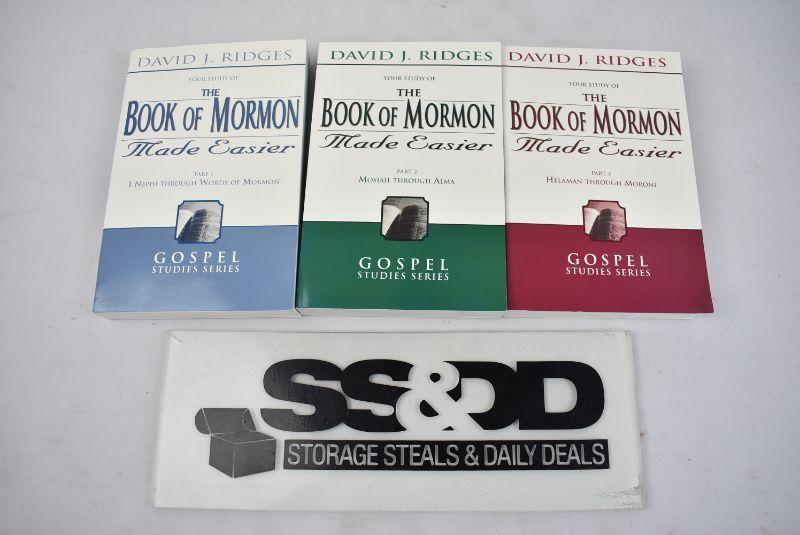 DAVID J. RIDGES
YOUR STUDY OF
THE
BOOK OF MORMON
Made Easier
PART 1
1 NEPHI THROUGH WORDS OF MORMON
GOSPEL
STUDIES SERIES
DAVID J. RIDGES
YOUR STUDY OF
THE
BOOK OF MORMON
Made Easier
PART 2
MOSIAH THROUGH ALMA
GOSPEL
STUDIES SERIES
DAVID J. RIDGES
YOUR STUDY OF
THE
BOOK OF MORMON
Made Easier
PART 3
HELAMAN THROUGH MORONI
GOSPEL
STUDIES SERIES
SS&DD
STORAGE STEALS & DAILY DEALS